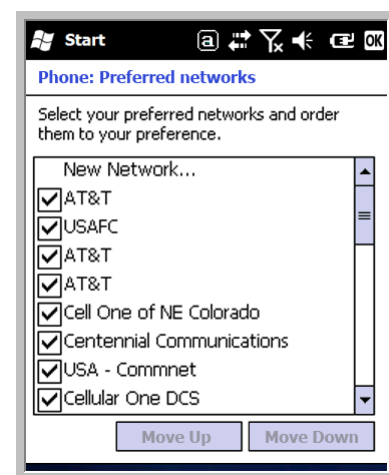 Start
a
OK
Phone: Preferred networks
Select your preferred networks and order
them to your preference.
New Network...
AT&T
USAFC
AT&T
AT&T
Cell One of NE Colorado
Centennial Communications
USA - Commnet
Cellular One DCS
Move Up
Move Down